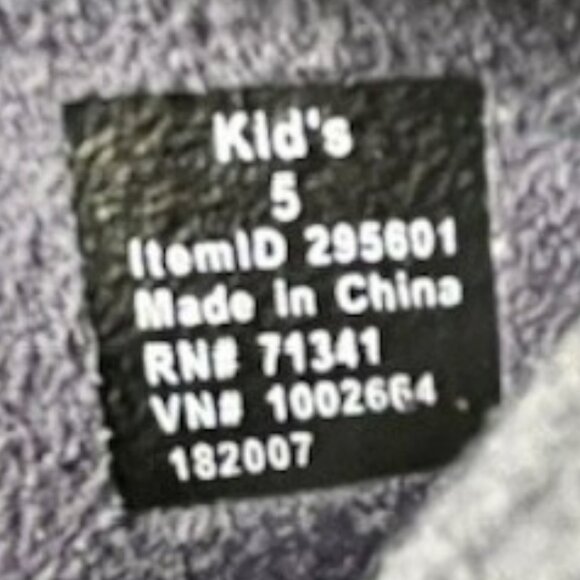 Kid's
5
ItemID 295601
Made in China
RN# 71341
VN# 1002664
182007